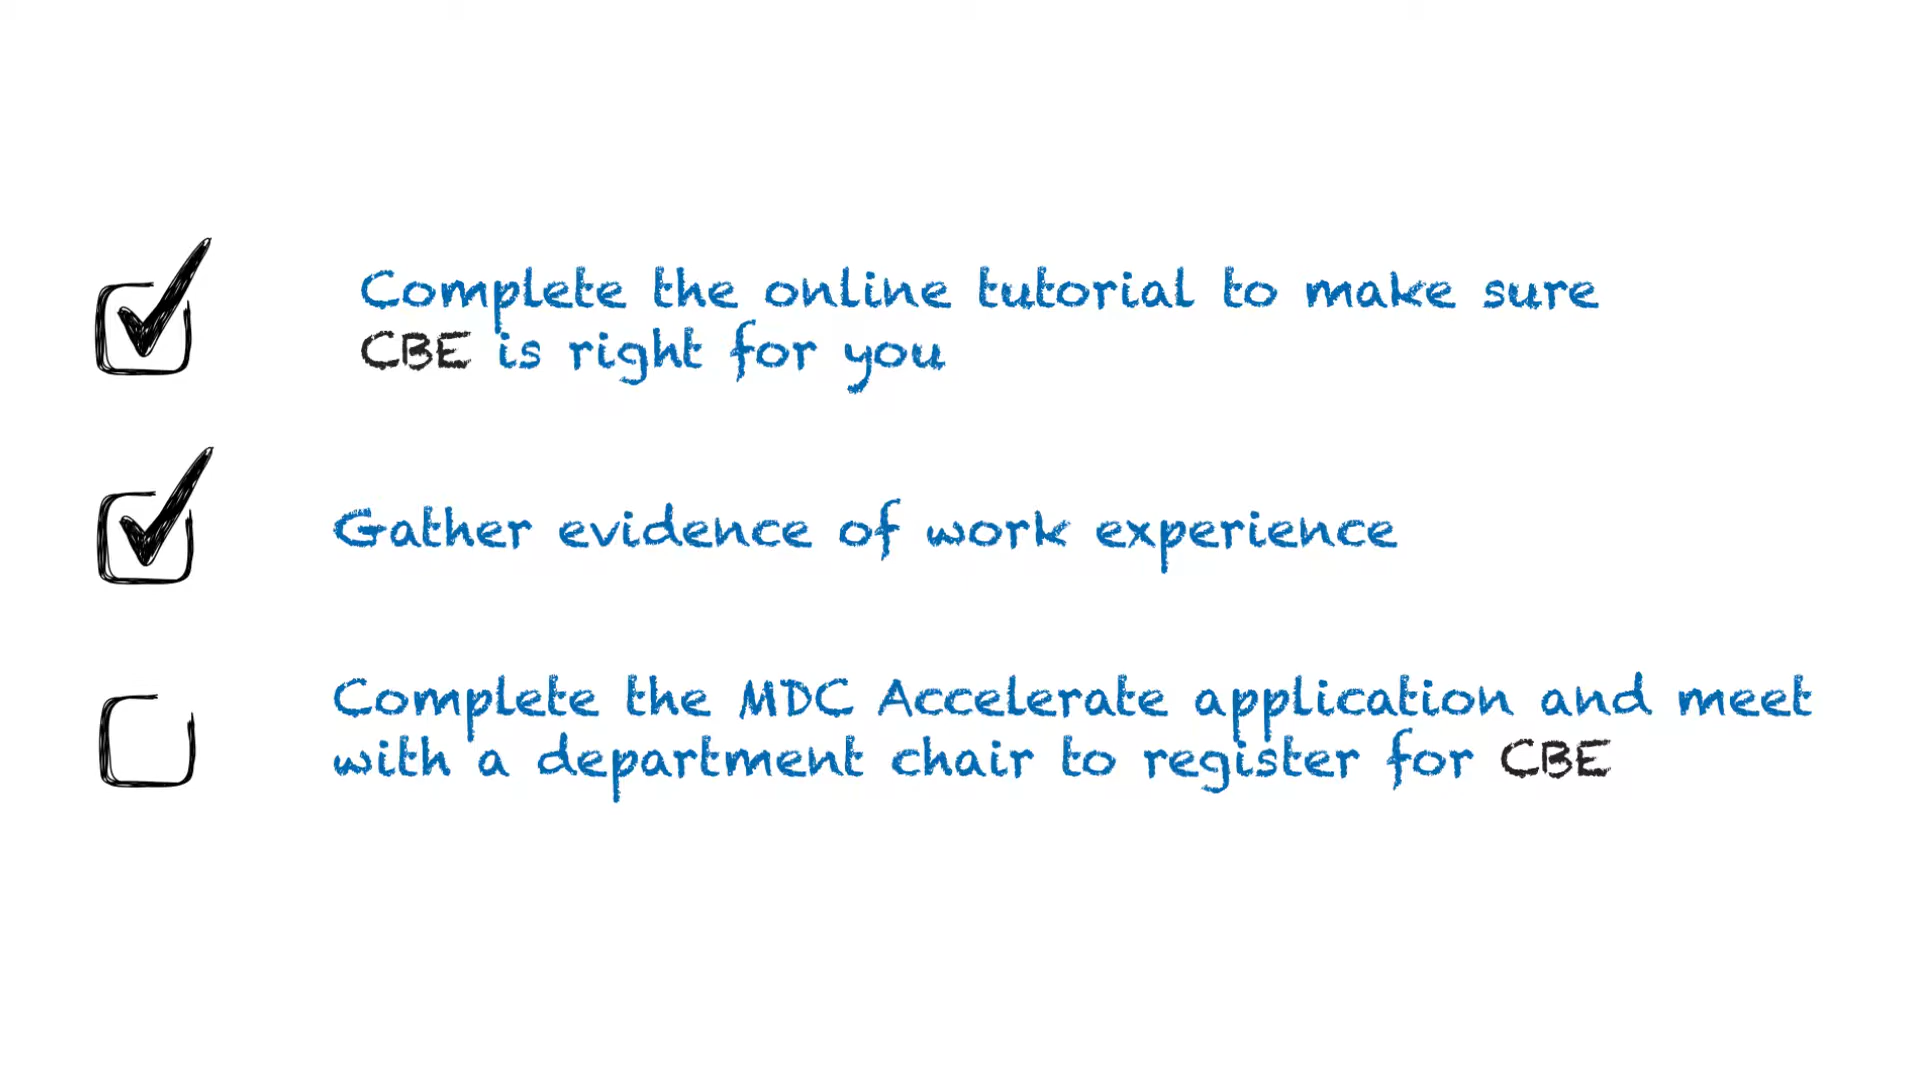 Complete the online tutorial to make sure
CBE is right for you
Gather evidence of work experience
Complete the MDC Accelerate application and meet
with a department chair to register for CBE